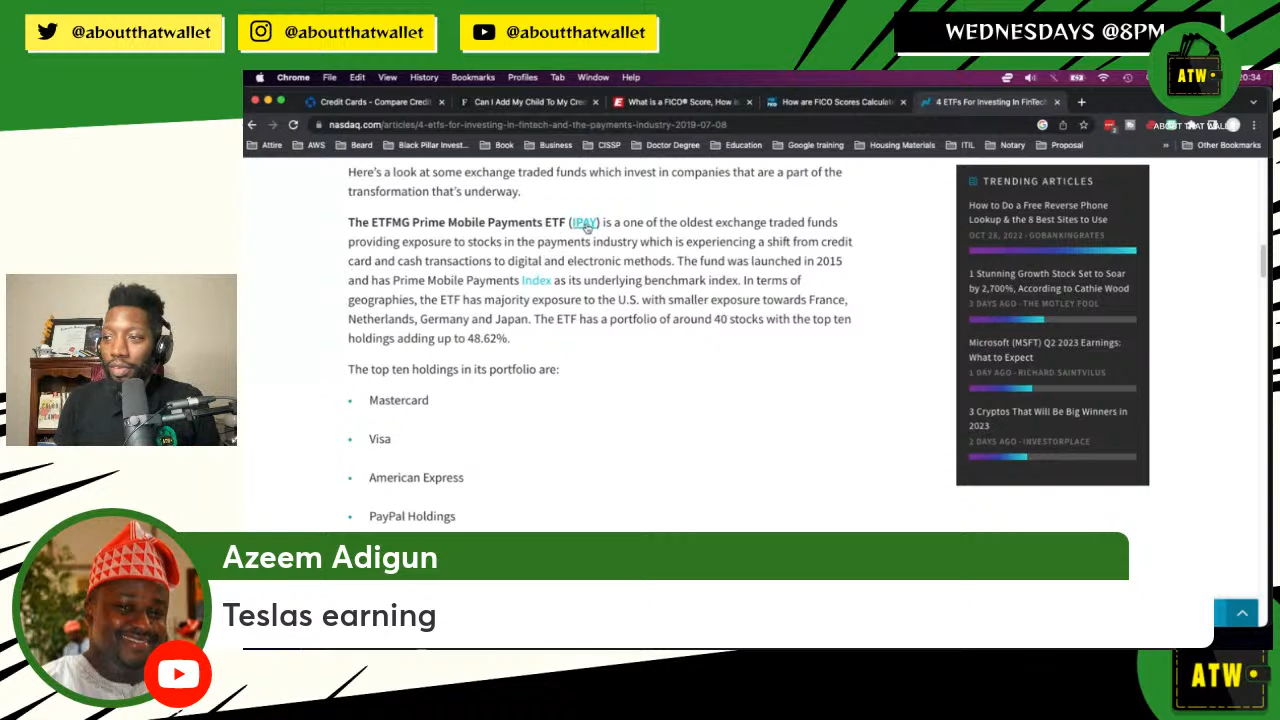 @aboutthatwallet @aboutthatwallet @aboutthatwallet WEDNESDAYS @8PM
ATW
ABOUT THAT WALLET
Chrome File Edit View History Bookmarks Profiles Tab Window Help 20:34
Credit Cards - Compare Credi Can I Add My Child To My Cre What is a FICO® Score, How is How are FICO Scores Calculat 4 ETFs For Investing In FinTec
nasdaq.com/articles/4-etfs-for-investing-in-fintech-and-the-payments-industry-2019-07-08
Attire AWS Beard Black Pillar Invest... Book Business CISSP Doctor Degree Education Google training Housing Materials ITIL Notary Proposal » Other Bookmarks
Here's a look at some exchange traded funds which invest in companies that are a part of the
transformation that's underway.
The ETFMG Prime Mobile Payments ETF (IPAY) is a one of the oldest exchange traded funds
providing exposure to stocks in the payments industry which is experiencing a shift from credit
card and cash transactions to digital and electronic methods. The fund was launched in 2015
and has Prime Mobile Payments Index as its underlying benchmark index. In terms of
geographies, the ETF has majority exposure to the U.S. with smaller exposure towards France,
Netherlands, Germany and Japan. The ETF has a portfolio of around 40 stocks with the top ten
holdings adding up to 48.62%.
The top ten holdings in its portfolio are:
• Mastercard
• Visa
• American Express
• PayPal Holdings
TRENDING ARTICLES
How to Do a Free Reverse Phone
Lookup & the 8 Best Sites to Use
OCT 28, 2022 • GOBANKINGRATES
1 Stunning Growth Stock Set to Soar
by 2,700%, According to Cathie Wood
3 DAYS AGO • THE MOTLEY FOOL
Microsoft (MSFT) Q2 2023 Earnings:
What to Expect
1 DAY AGO • RICHARD SAINTVILUS
3 Cryptos That Will Be Big Winners in
2023
2 DAYS AGO • INVESTORPLACE
Azeem Adigun
Teslas earning
ATW